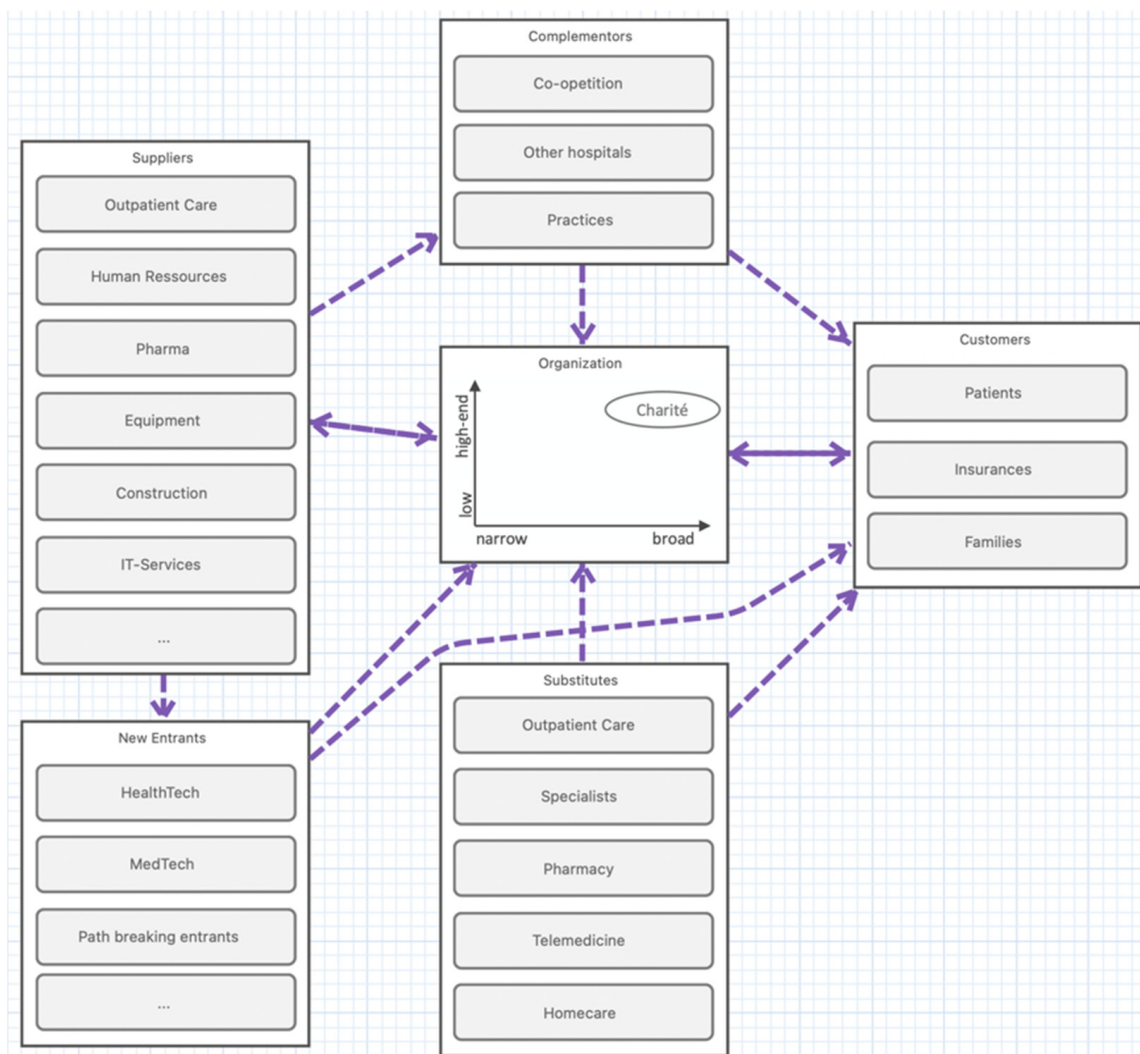 Complementors
Co-opetition
Other hospitals
Practices
Suppliers
Outpatient Care
Human Ressources
Pharma
Equipment
Construction
IT-Services
...
Organization
high-end
low
Charité
narrow
broad
Customers
Patients
Insurances
Families
New Entrants
HealthTech
MedTech
Path breaking entrants
...
Substitutes
Outpatient Care
Specialists
Pharmacy
Telemedicine
Homecare